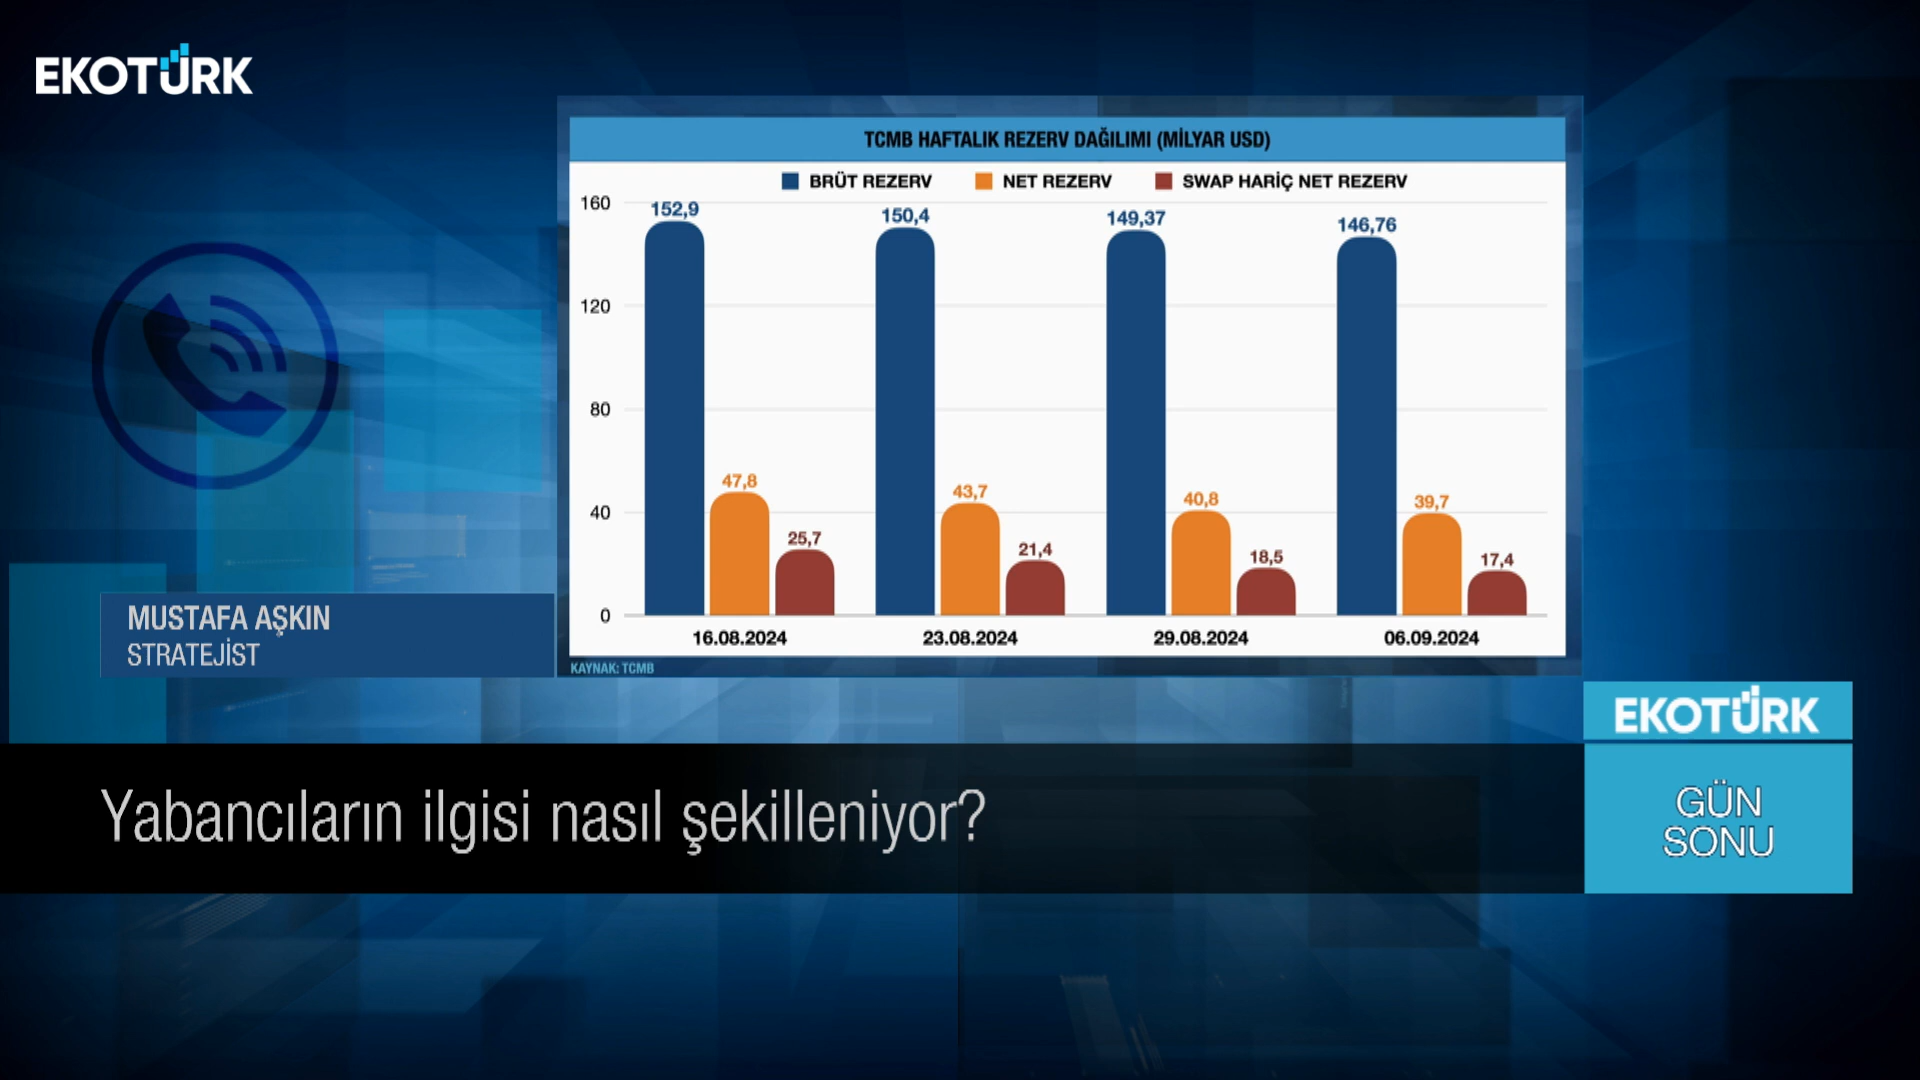 EKOTÜRK
TCMB HAFTALIK REZERV DAĞILIMI (MİLYAR USD)
BRÜT REZERV NET REZERV SWAP HARİÇ NET REZERV
160
120
80
40
0
152,9
47,8
25,7
150,4
43,7
21,4
149,37
40,8
18,5
146,76
39,7
17,4
16.08.2024 23.08.2024 29.08.2024 06.09.2024
KAYNAK: TCMB
MUSTAFA AŞKIN
STRATEJİST
EKOTÜRK
Yabancıların ilgisi nasıl şekilleniyor?
GÜN
SONU